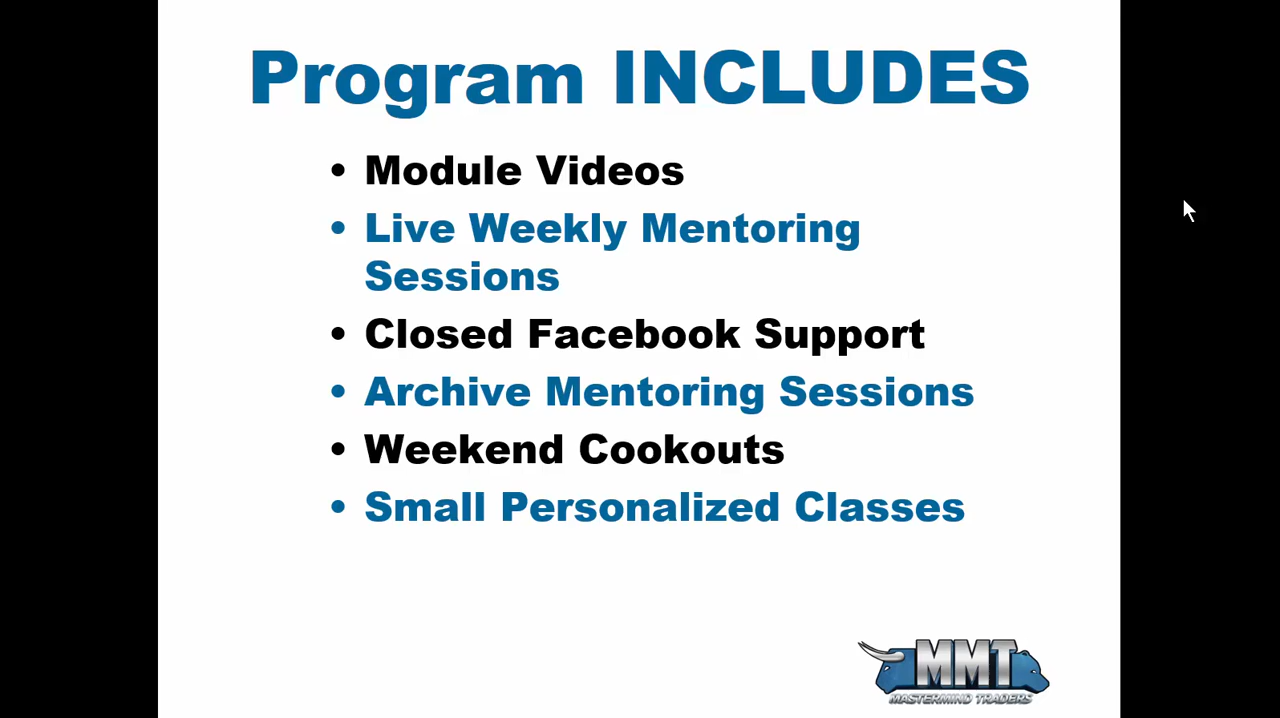 Program INCLUDES
• Module Videos
• Live Weekly Mentoring
Sessions
• Closed Facebook Support
• Archive Mentoring Sessions
• Weekend Cookouts
• Small Personalized Classes
MMT
MASTERMIND TRADERS